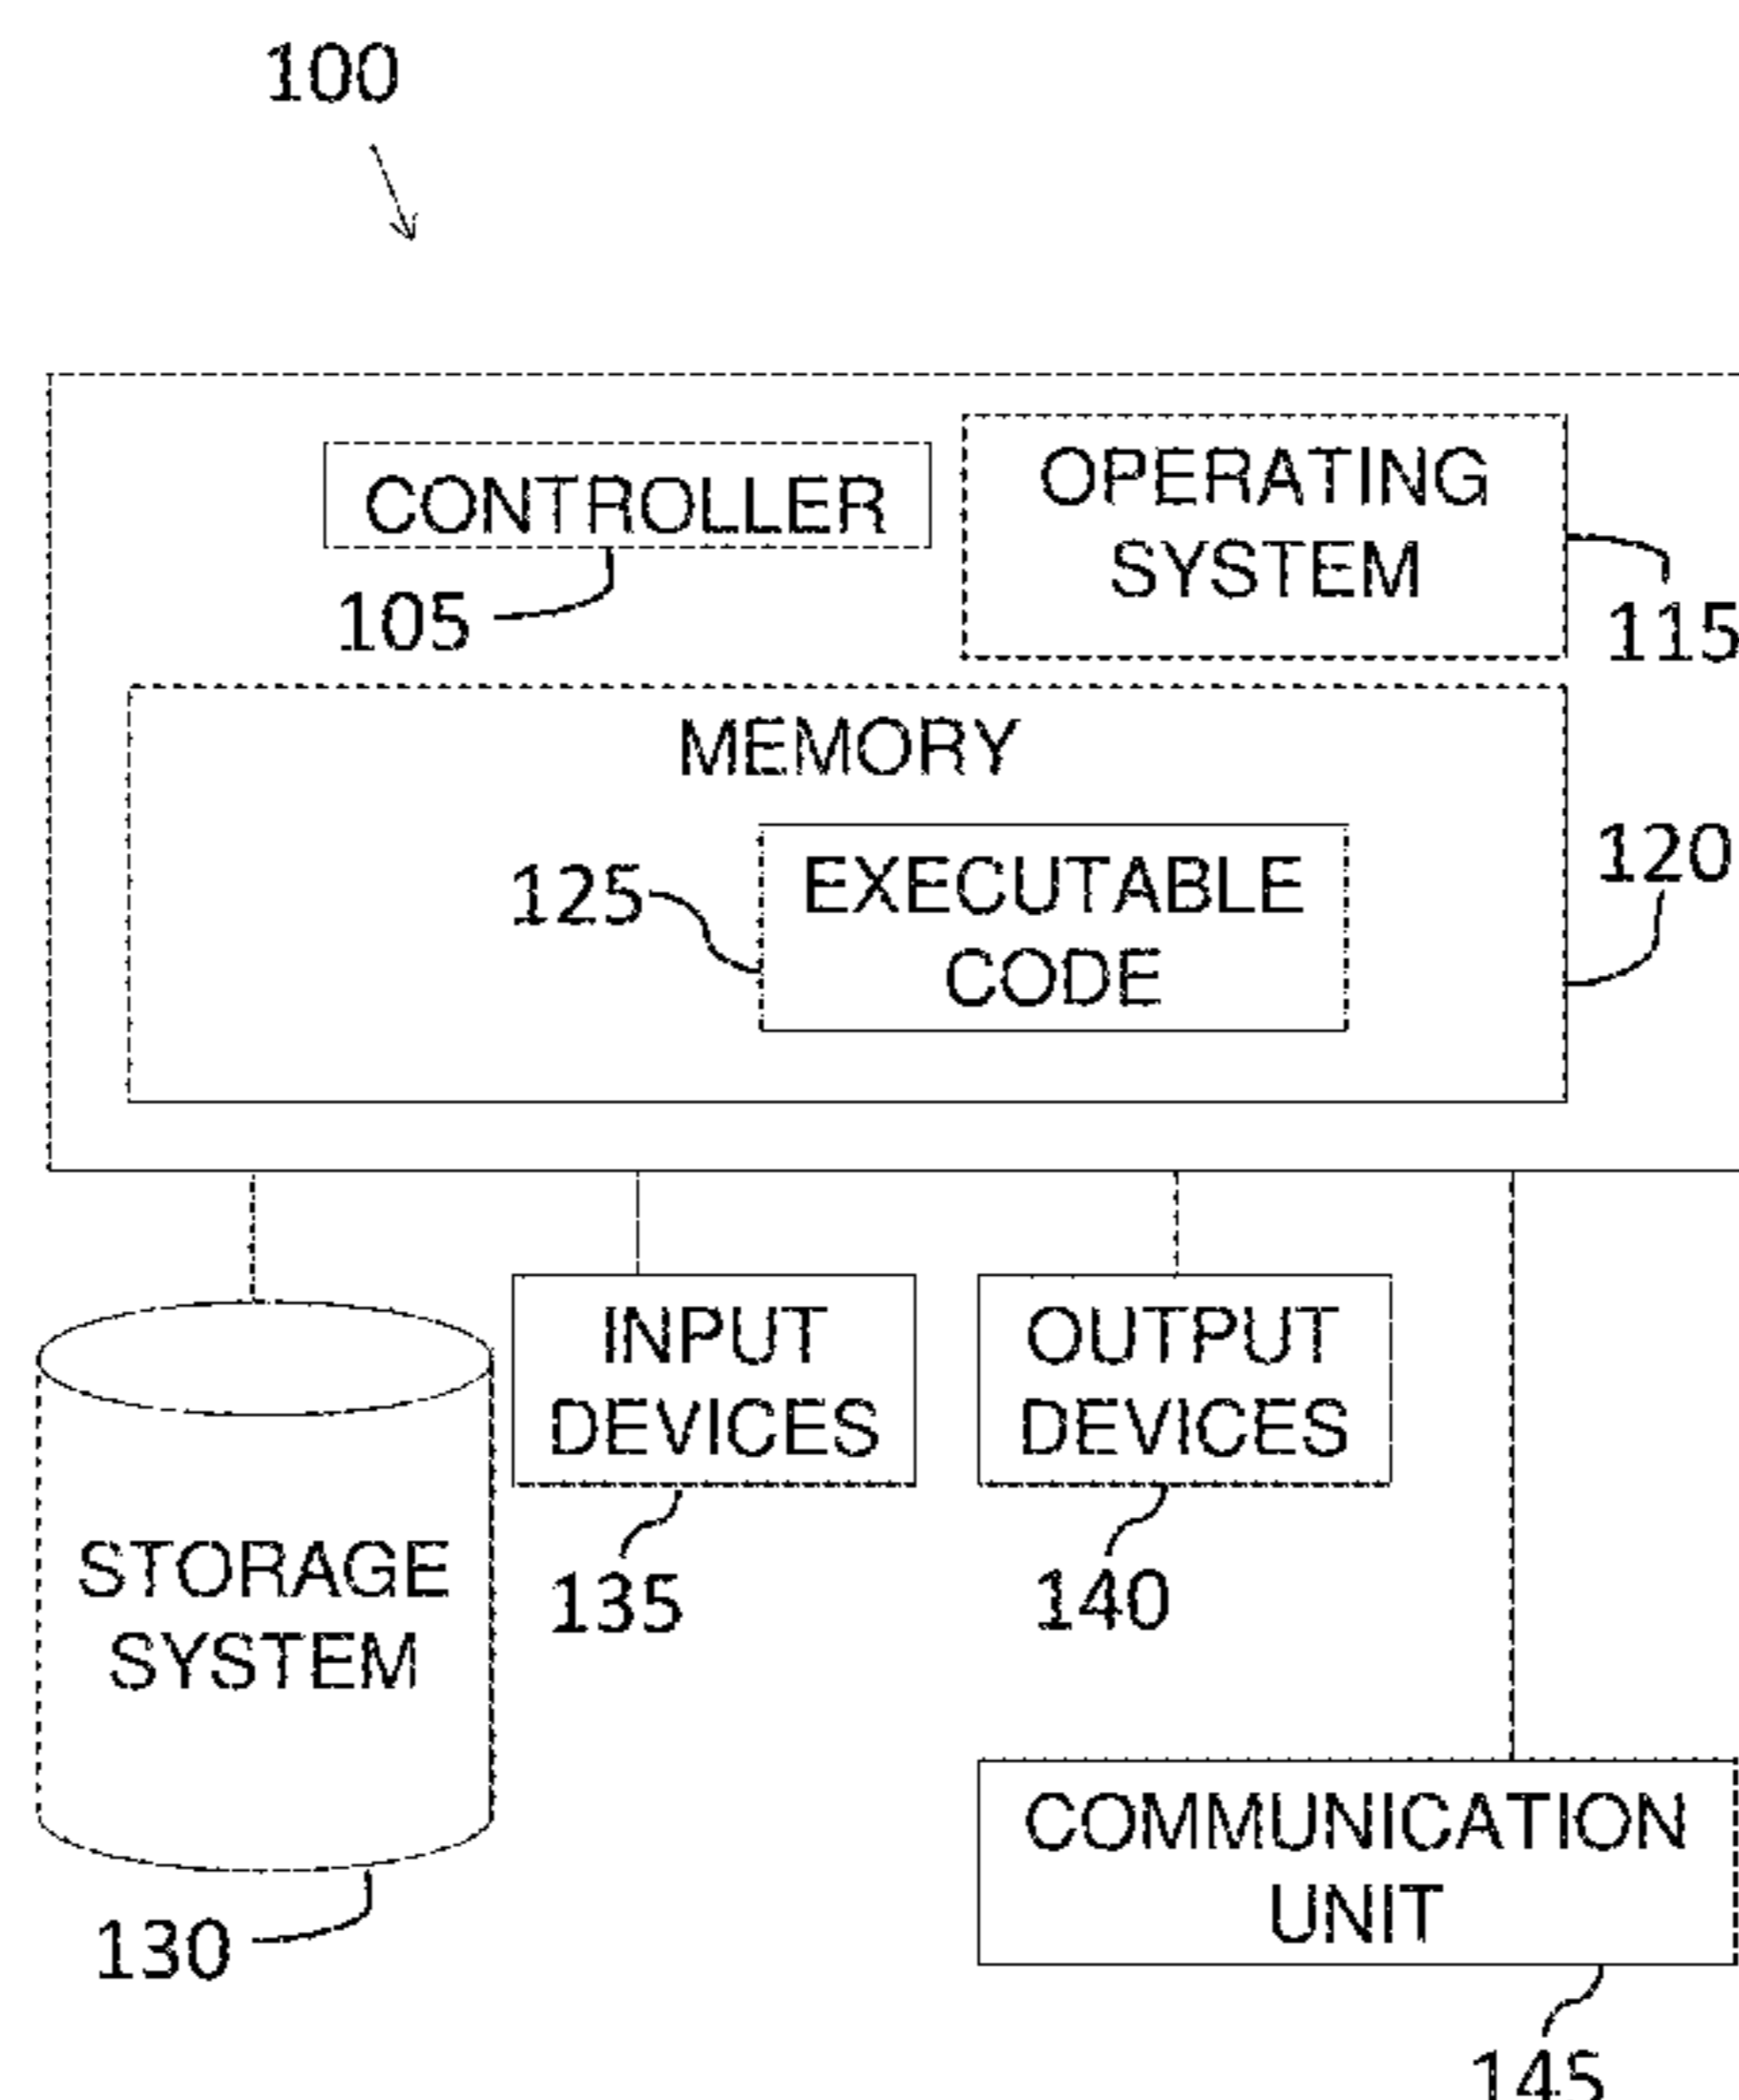 100
CONTROLLER
OPERATING
SYSTEM
105
115
MEMORY
125
EXECUTABLE
CODE
120
INPUT
DEVICES
OUTPUT
DEVICES
STORAGE
SYSTEM
135
140
COMMUNICATION
UNIT
130
145